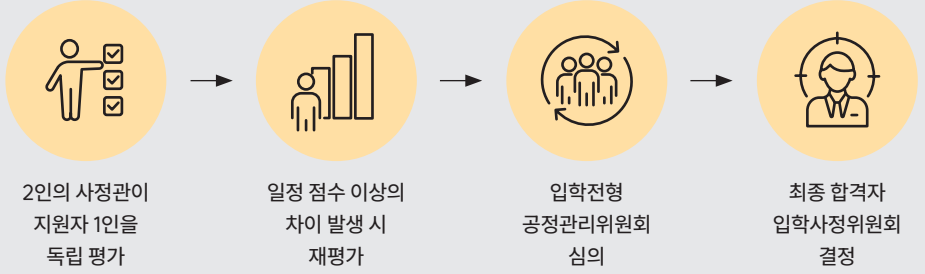 2인의 사정관이
지원자 1인을
독립 평가
일정 점수 이상의
차이 발생 시
재평가
입학전형
공정관리위원회
심의
최종 합격자
입학사정위원회
결정